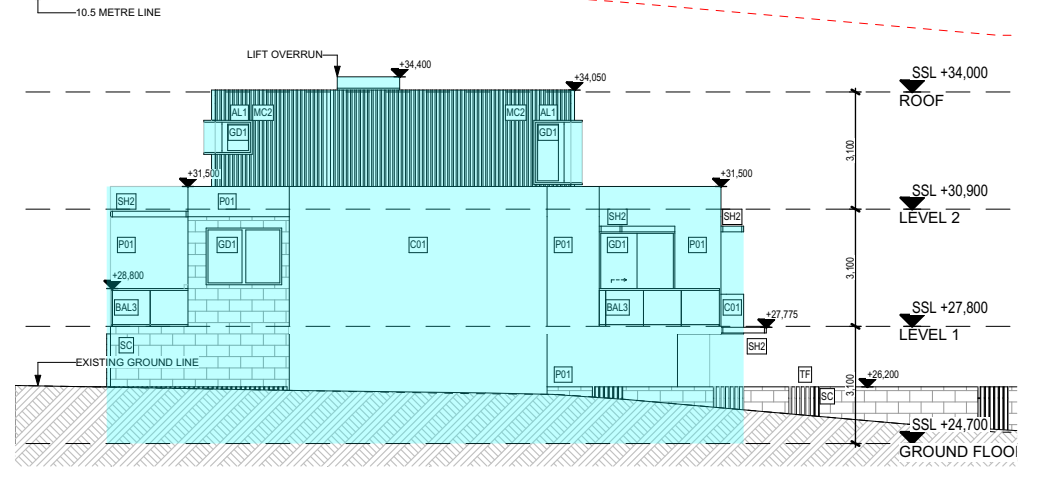 10.5 METRE LINE
LIFT OVERRUN
+34,400
+34,050
SSL +34,000
ROOF
AL1 MC2 MC2 AL1
GD1 GD1
3,100
+31,500 +31,500
SSL +30,900
LEVEL 2
SH2 P01 SH2 SH2
P01 GD1 C01 P01 GD1 P01
3,100
+28,800
BAL3 BAL3 C01
SSL +27,800
+27,775
LEVEL 1
SC SH2
EXISTING GROUND LINE
P01 TF +26,200
3,100
SC
SSL +24,700
GROUND FLOO